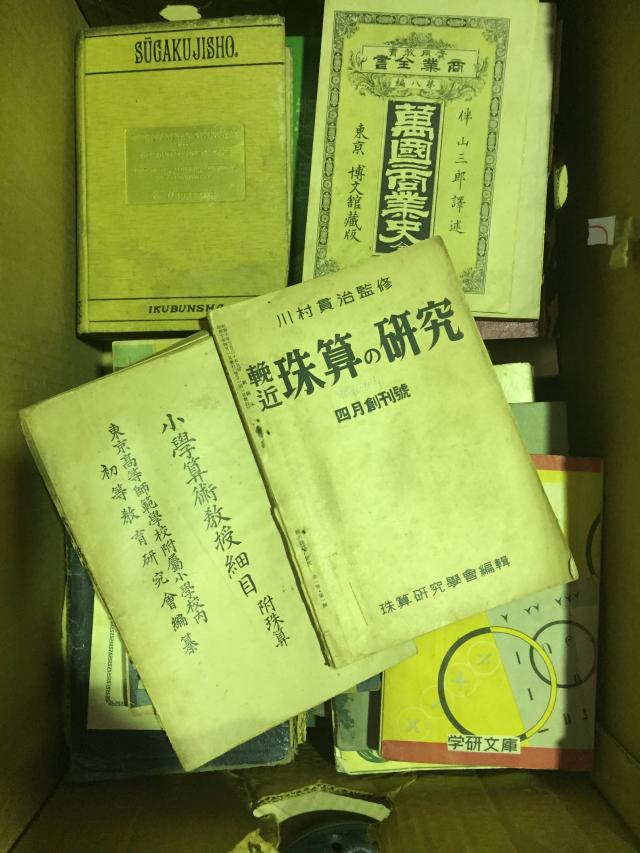 SŪGAKUJISHO.
IKUBUNSHA
實用教育
商業全書
第八編
萬國商業史
伴山三郎譯述
東京 博文館藏版
川村貫治監修
輓近 珠算の研究
四月創刊號
珠算研究學會編輯
小學算術教授細目 附珠算
東京高等師範學校附屬小學校內
初等教育研究會編纂
学研文庫